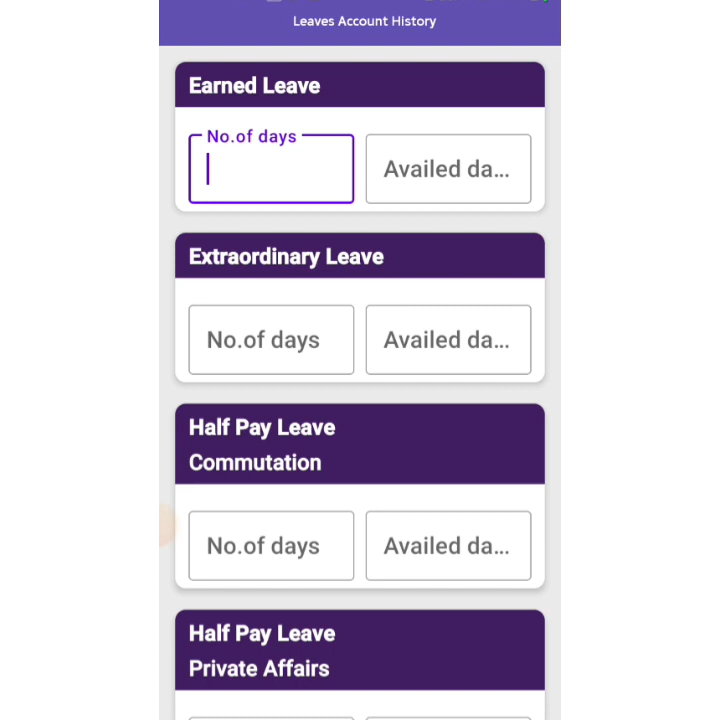 Leaves Account History
Earned Leave
No.of days
Availed da...
Extraordinary Leave
No.of days
Availed da...
Half Pay Leave
Commutation
No.of days
Availed da...
Half Pay Leave
Private Affairs